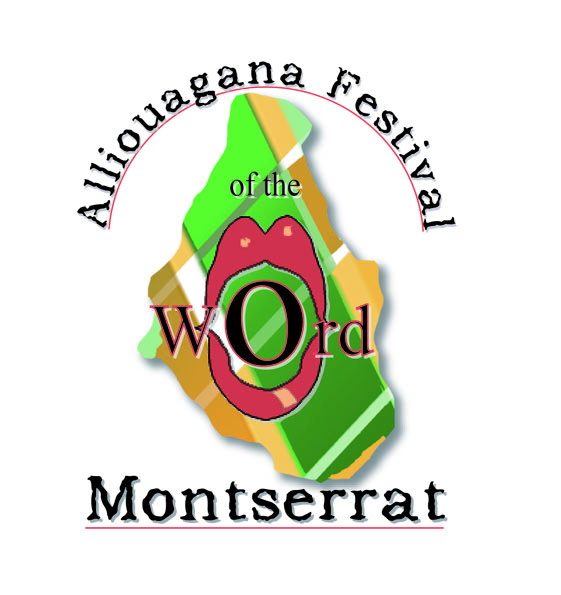 Alliouagana Festival
of the
WOrd
Montserrat